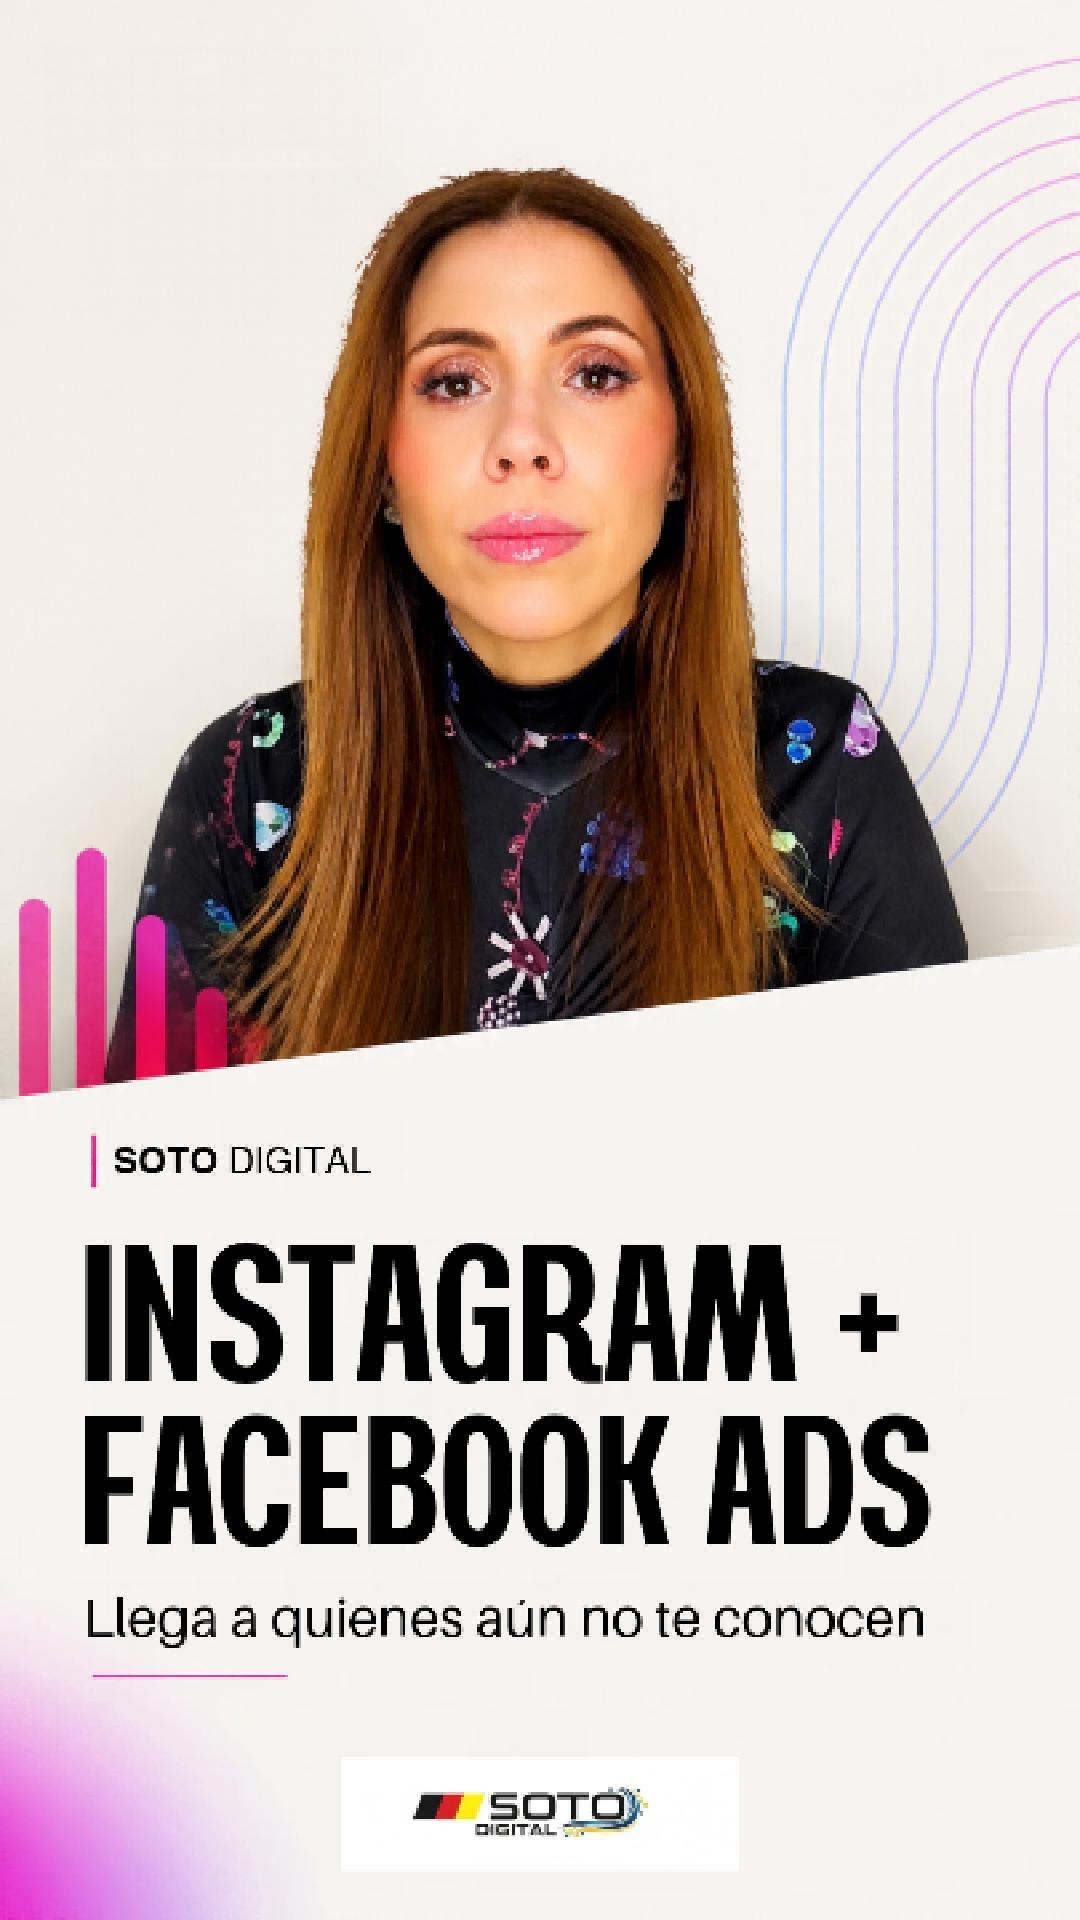 SOTO DIGITAL
INSTAGRAM +
FACEBOOK ADS
Llega a quienes aún no te conocen
SOTO
DIGITAL